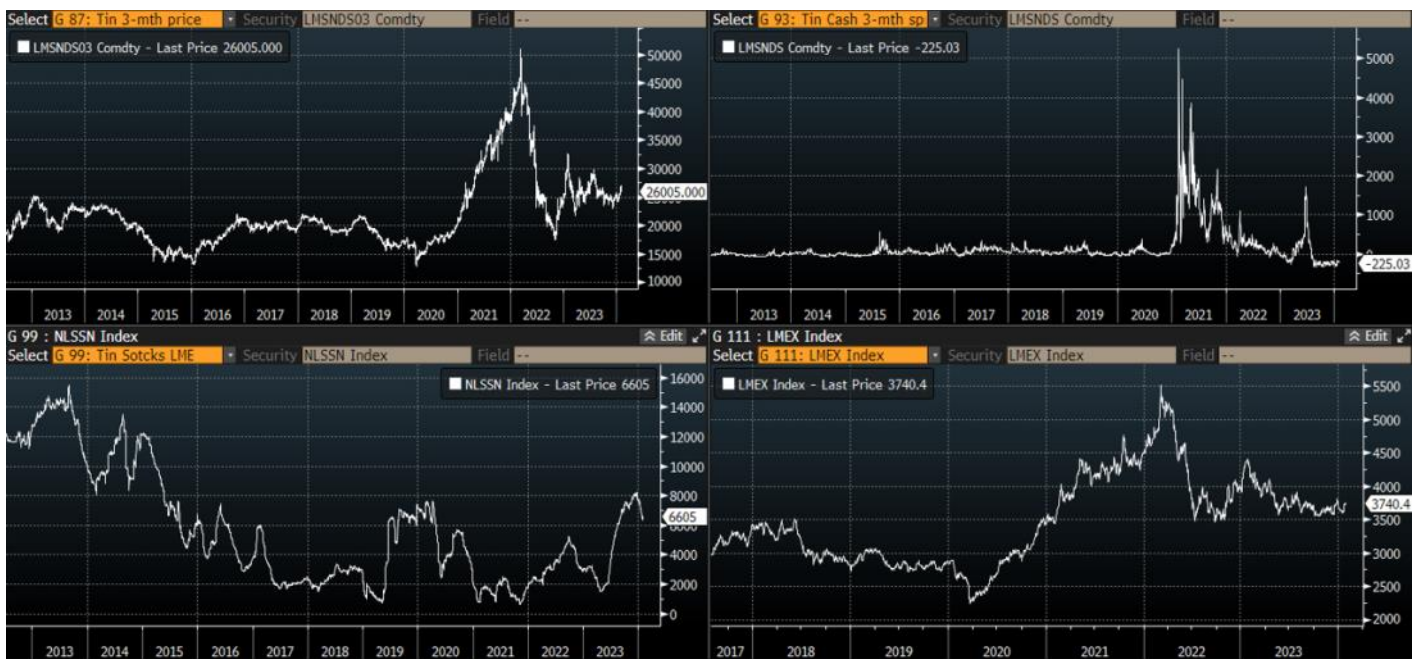 Select G 87: Tin 3-mth price Security LMSNDS03 Comdty Field --
LMSNDS03 Comdty - Last Price 26005.000
50000
45000
40000
35000
30000
26005.000
20000
15000
10000
2013 2014 2015 2016 2017 2018 2019 2020 2021 2022 2023
Select G 93: Tin Cash 3-mth sp Security LMSNDS Comdty Field --
LMSNDS Comdty - Last Price -225.03
5000
4000
3000
2000
1000
0
-225.03
2013 2014 2015 2016 2017 2018 2019 2020 2021 2022 2023
G 99 : NLSSN Index Edit
Select G 99: Tin Sotcks LME Security NLSSN Index Field --
NLSSN Index - Last Price 6605
16000
14000
12000
10000
8000
6605
4000
2000
0
2013 2014 2015 2016 2017 2018 2019 2020 2021 2022 2023
G 111 : LMEX Index Edit
Select G 111: LMEX Index Security LMEX Index Field --
LMEX Index - Last Price 3740.4
5500
5000
4500
4000
3740.4
3500
3000
2500
2000
2017 2018 2019 2020 2021 2022 2023